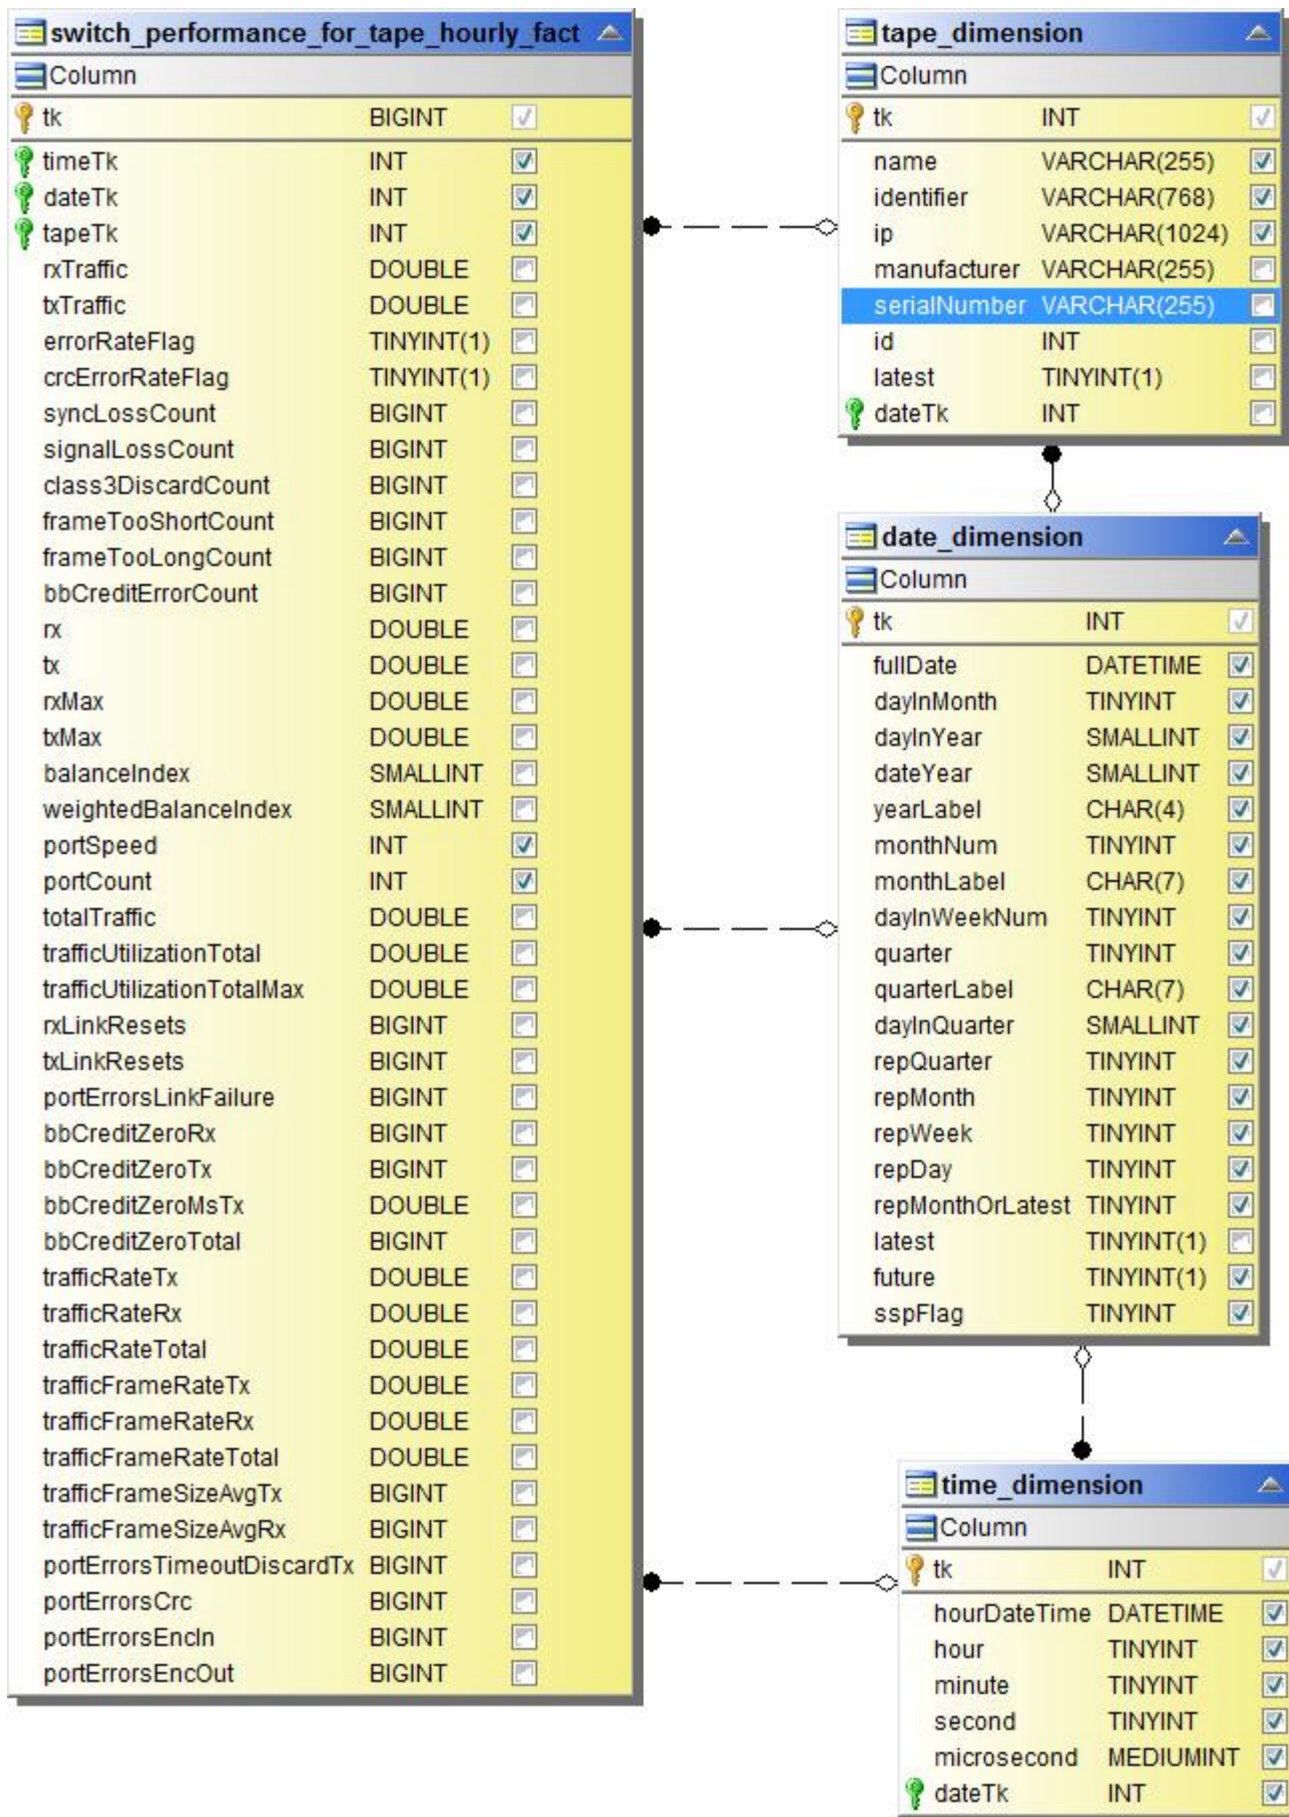 switch_performance_for_tape_hourly_fact
Column
tk BIGINT
timeTk INT
dateTk INT
tapeTk INT
rxTraffic DOUBLE
txTraffic DOUBLE
errorRateFlag TINYINT(1)
crcErrorRateFlag TINYINT(1)
syncLossCount BIGINT
signalLossCount BIGINT
class3DiscardCount BIGINT
frameTooShortCount BIGINT
frameTooLongCount BIGINT
bbCreditErrorCount BIGINT
rx DOUBLE
tx DOUBLE
rxMax DOUBLE
txMax DOUBLE
balanceIndex SMALLINT
weightedBalanceIndex SMALLINT
portSpeed INT
portCount INT
totalTraffic DOUBLE
trafficUtilizationTotal DOUBLE
trafficUtilizationTotalMax DOUBLE
rxLinkResets BIGINT
txLinkResets BIGINT
portErrorsLinkFailure BIGINT
bbCreditZeroRx BIGINT
bbCreditZeroTx BIGINT
bbCreditZeroMsTx DOUBLE
bbCreditZeroTotal BIGINT
trafficRateTx DOUBLE
trafficRateRx DOUBLE
trafficRateTotal DOUBLE
trafficFrameRateTx DOUBLE
trafficFrameRateRx DOUBLE
trafficFrameRateTotal DOUBLE
trafficFrameSizeAvgTx BIGINT
trafficFrameSizeAvgRx BIGINT
portErrorsTimeoutDiscardTx BIGINT
portErrorsCrc BIGINT
portErrorsEncIn BIGINT
portErrorsEncOut BIGINT
tape_dimension
Column
tk INT
name VARCHAR(255)
identifier VARCHAR(768)
ip VARCHAR(1024)
manufacturer VARCHAR(255)
serialNumber VARCHAR(255)
id INT
latest TINYINT(1)
dateTk INT
date_dimension
Column
tk INT
fullDate DATETIME
dayInMonth TINYINT
dayInYear SMALLINT
dateYear SMALLINT
yearLabel CHAR(4)
monthNum TINYINT
monthLabel CHAR(7)
dayInWeekNum TINYINT
quarter TINYINT
quarterLabel CHAR(7)
dayInQuarter SMALLINT
repQuarter TINYINT
repMonth TINYINT
repWeek TINYINT
repDay TINYINT
repMonthOrLatest TINYINT
latest TINYINT(1)
future TINYINT(1)
sspFlag TINYINT
time_dimension
Column
tk INT
hourDateTime DATETIME
hour TINYINT
minute TINYINT
second TINYINT
microsecond MEDIUMINT
dateTk INT